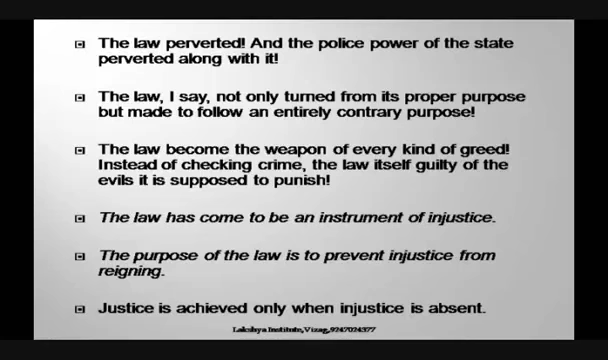 The law perverted! And the police power of the state
perverted along with it!
The law, I say, not only turned from its proper purpose
but made to follow an entirely contrary purpose!
The law become the weapon of every kind of greed!
Instead of checking crime, the law itself guilty of the
evils it is supposed to punish!
The law has come to be an instrument of injustice.
The purpose of the law is to prevent injustice from
reigning.
Justice is achieved only when injustice is absent.
Lakshya Institute,Vizag,9247024377